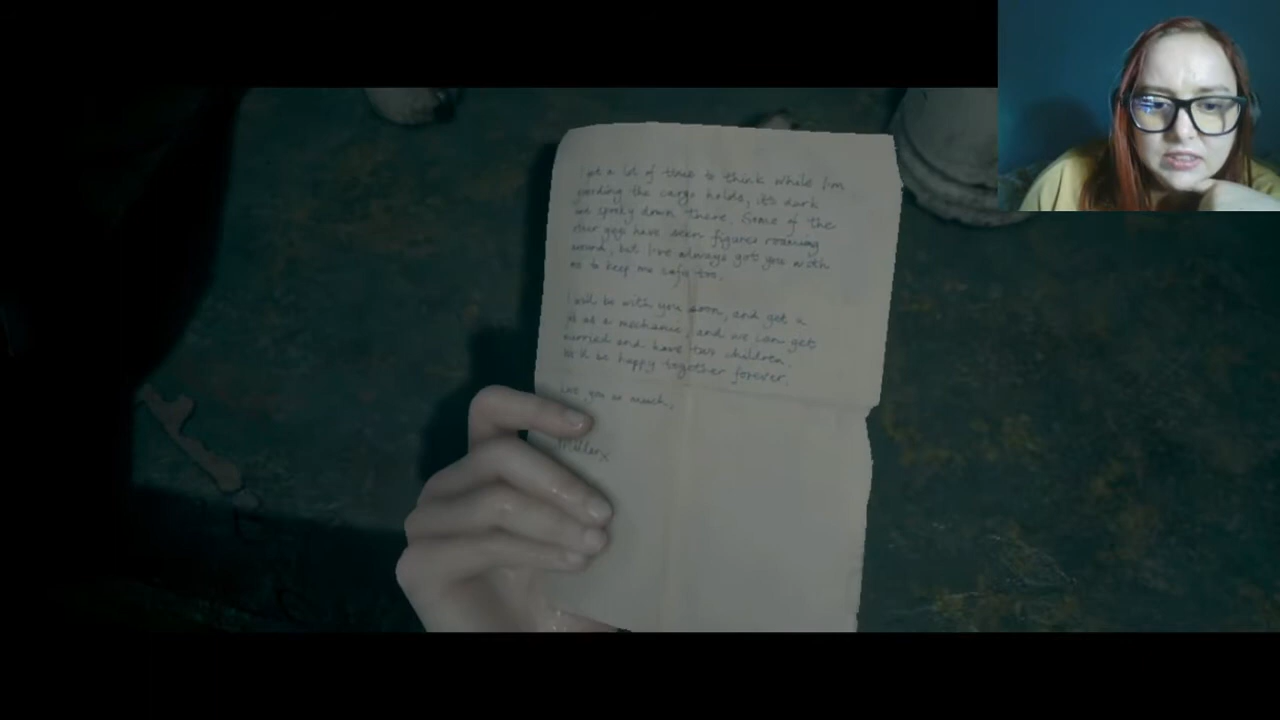 I get a lot of time to think while I'm
guarding the cargo holds, it's dark
and spooky down there. Some of the
other guys have seen figures roaming
around, but I've always got you with
me to keep me safe too.
I will be with you soon, and get a
job as a mechanic, and we can get
married and have two children.
We'll be happy together forever.
Love you so much,